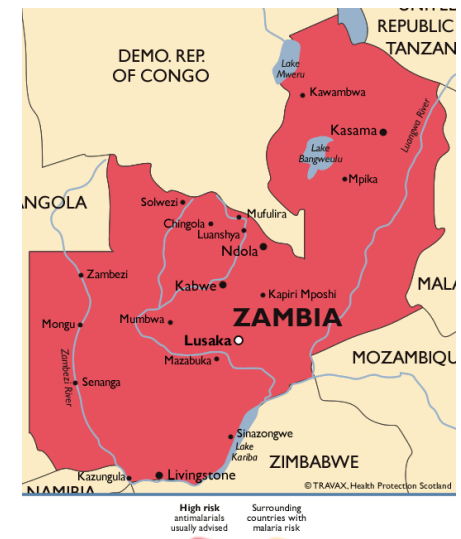 UNITED
REPUBLIC
TANZAN
DEMO. REP.
OF CONGO
Lake
Mweru
Kawambwa
Kasama
Luangwa River
Lake
Bangweulu
Mpika
ANGOLA
Solwezi
Mufulira
Chingola
Luanshya
Ndola
Zambezi
Kabwe
Kapiri Mposhi
MALA
Mongu
Mumbwa
ZAMBIA
Lusaka
Mazabuka
MOZAMBIQU
Zambezi River
Senanga
Sinazongwe
Lake
Kariba
ZIMBABWE
Kazungula
Livingstone
NAMIBIA
© TRAVAX, Health Protection Scotland
High risk
antimalarials
usually advised
Surrounding
countries with
malaria risk